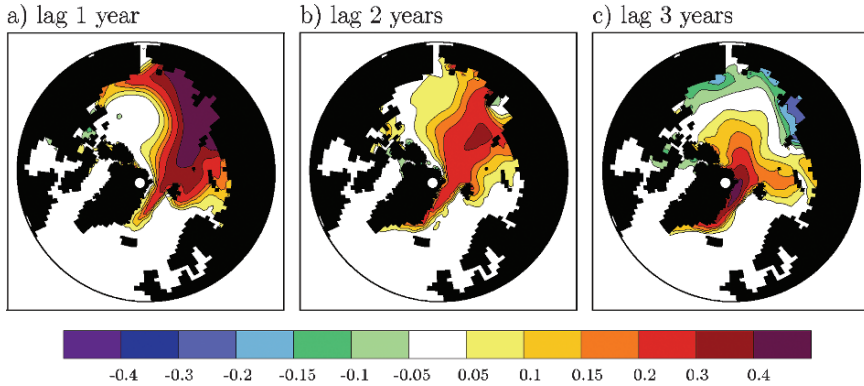 a) lag 1 year b) lag 2 years c) lag 3 years
-0.4 -0.3 -0.2 -0.15 -0.1 -0.05 0.05 0.1 0.15 0.2 0.3 0.4